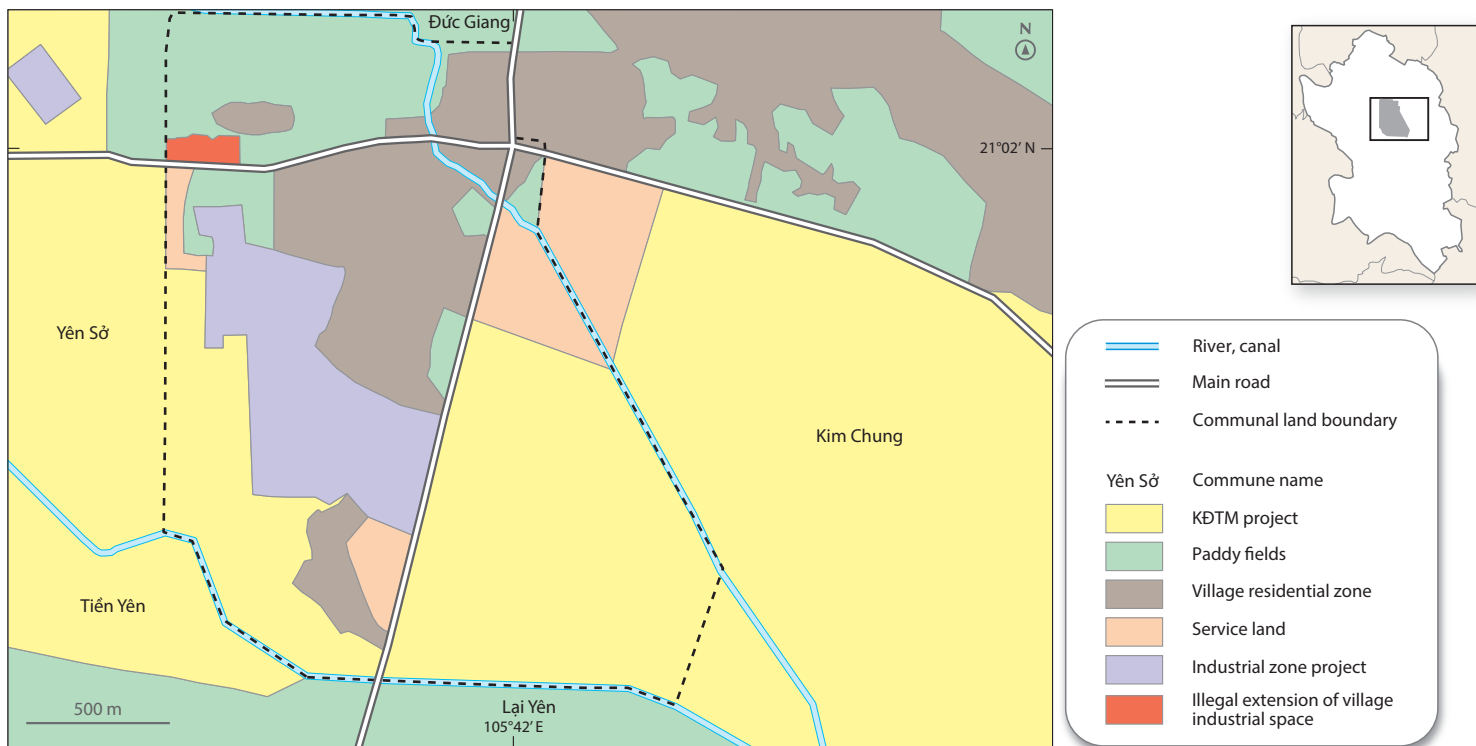 Đức Giang
N
21°02′ N
Yên Sở
Kim Chung
Tiền Yên
500 m
Lại Yên
105°42′ E
River, canal
Main road
Communal land boundary
Yên Sở Commune name
KĐTM project
Paddy fields
Village residential zone
Service land
Industrial zone project
Illegal extension of village
industrial space